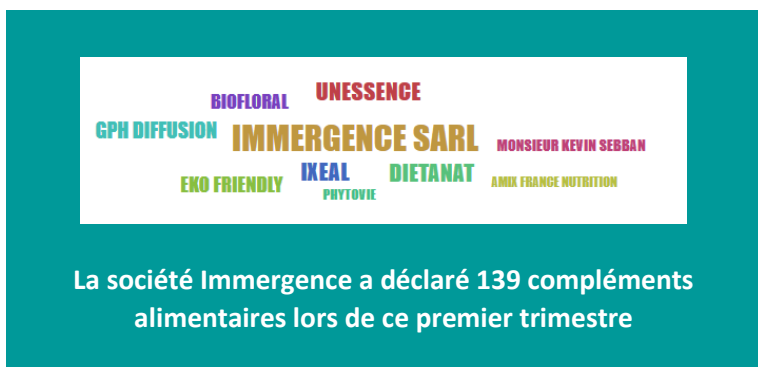 UNESSENCE
BIOFLORAL
GPH DIFFUSION
IMMERGENCE SARL
MONSIEUR KEVIN SEBBAN
IXEAL
DIETANAT
EKO FRIENDLY
AMIX FRANCE NUTRITION
PHYTOVIE
La société Immergence a déclaré 139 compléments
alimentaires lors de ce premier trimestre